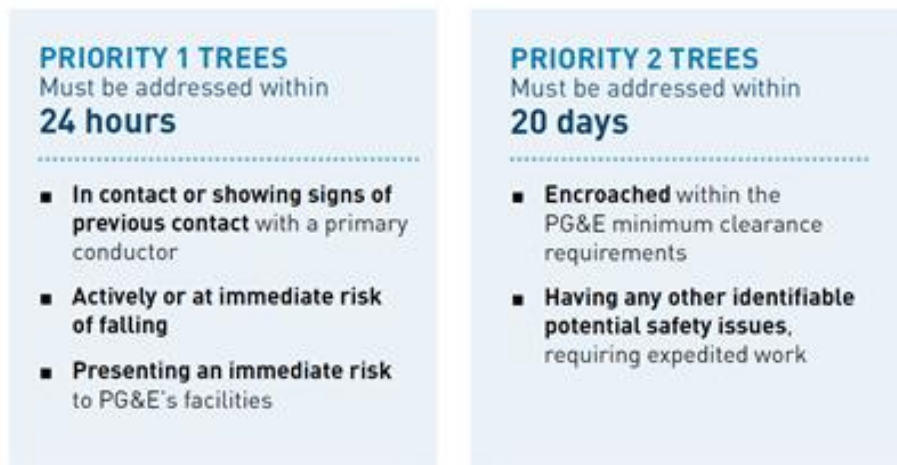 PRIORITY 1 TREES
Must be addressed within
24 hours
■ In contact or showing signs of
previous contact with a primary
conductor
■ Actively or at immediate risk
of falling
■ Presenting an immediate risk
to PG&E's facilities
PRIORITY 2 TREES
Must be addressed within
20 days
■ Encroached within the
PG&E minimum clearance
requirements
■ Having any other identifiable
potential safety issues,
requiring expedited work